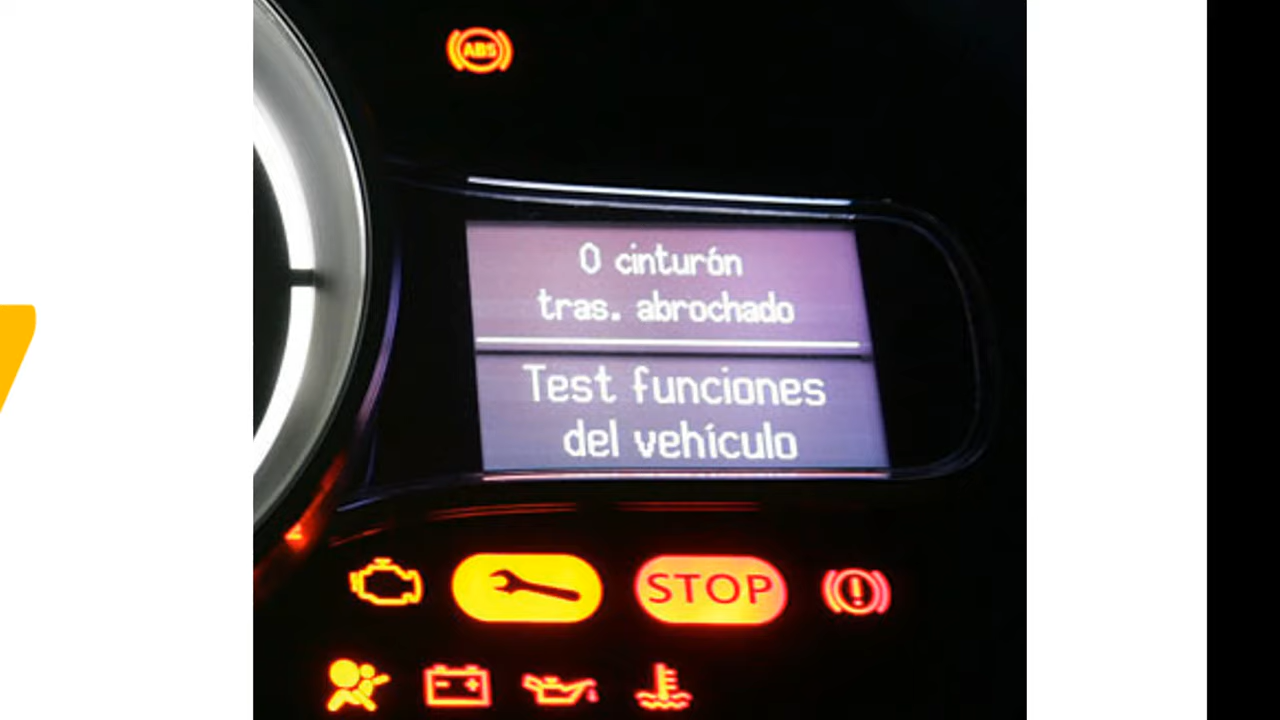 ABS
0 cinturón
tras. abrochado
Test funciones
del vehículo
STOP